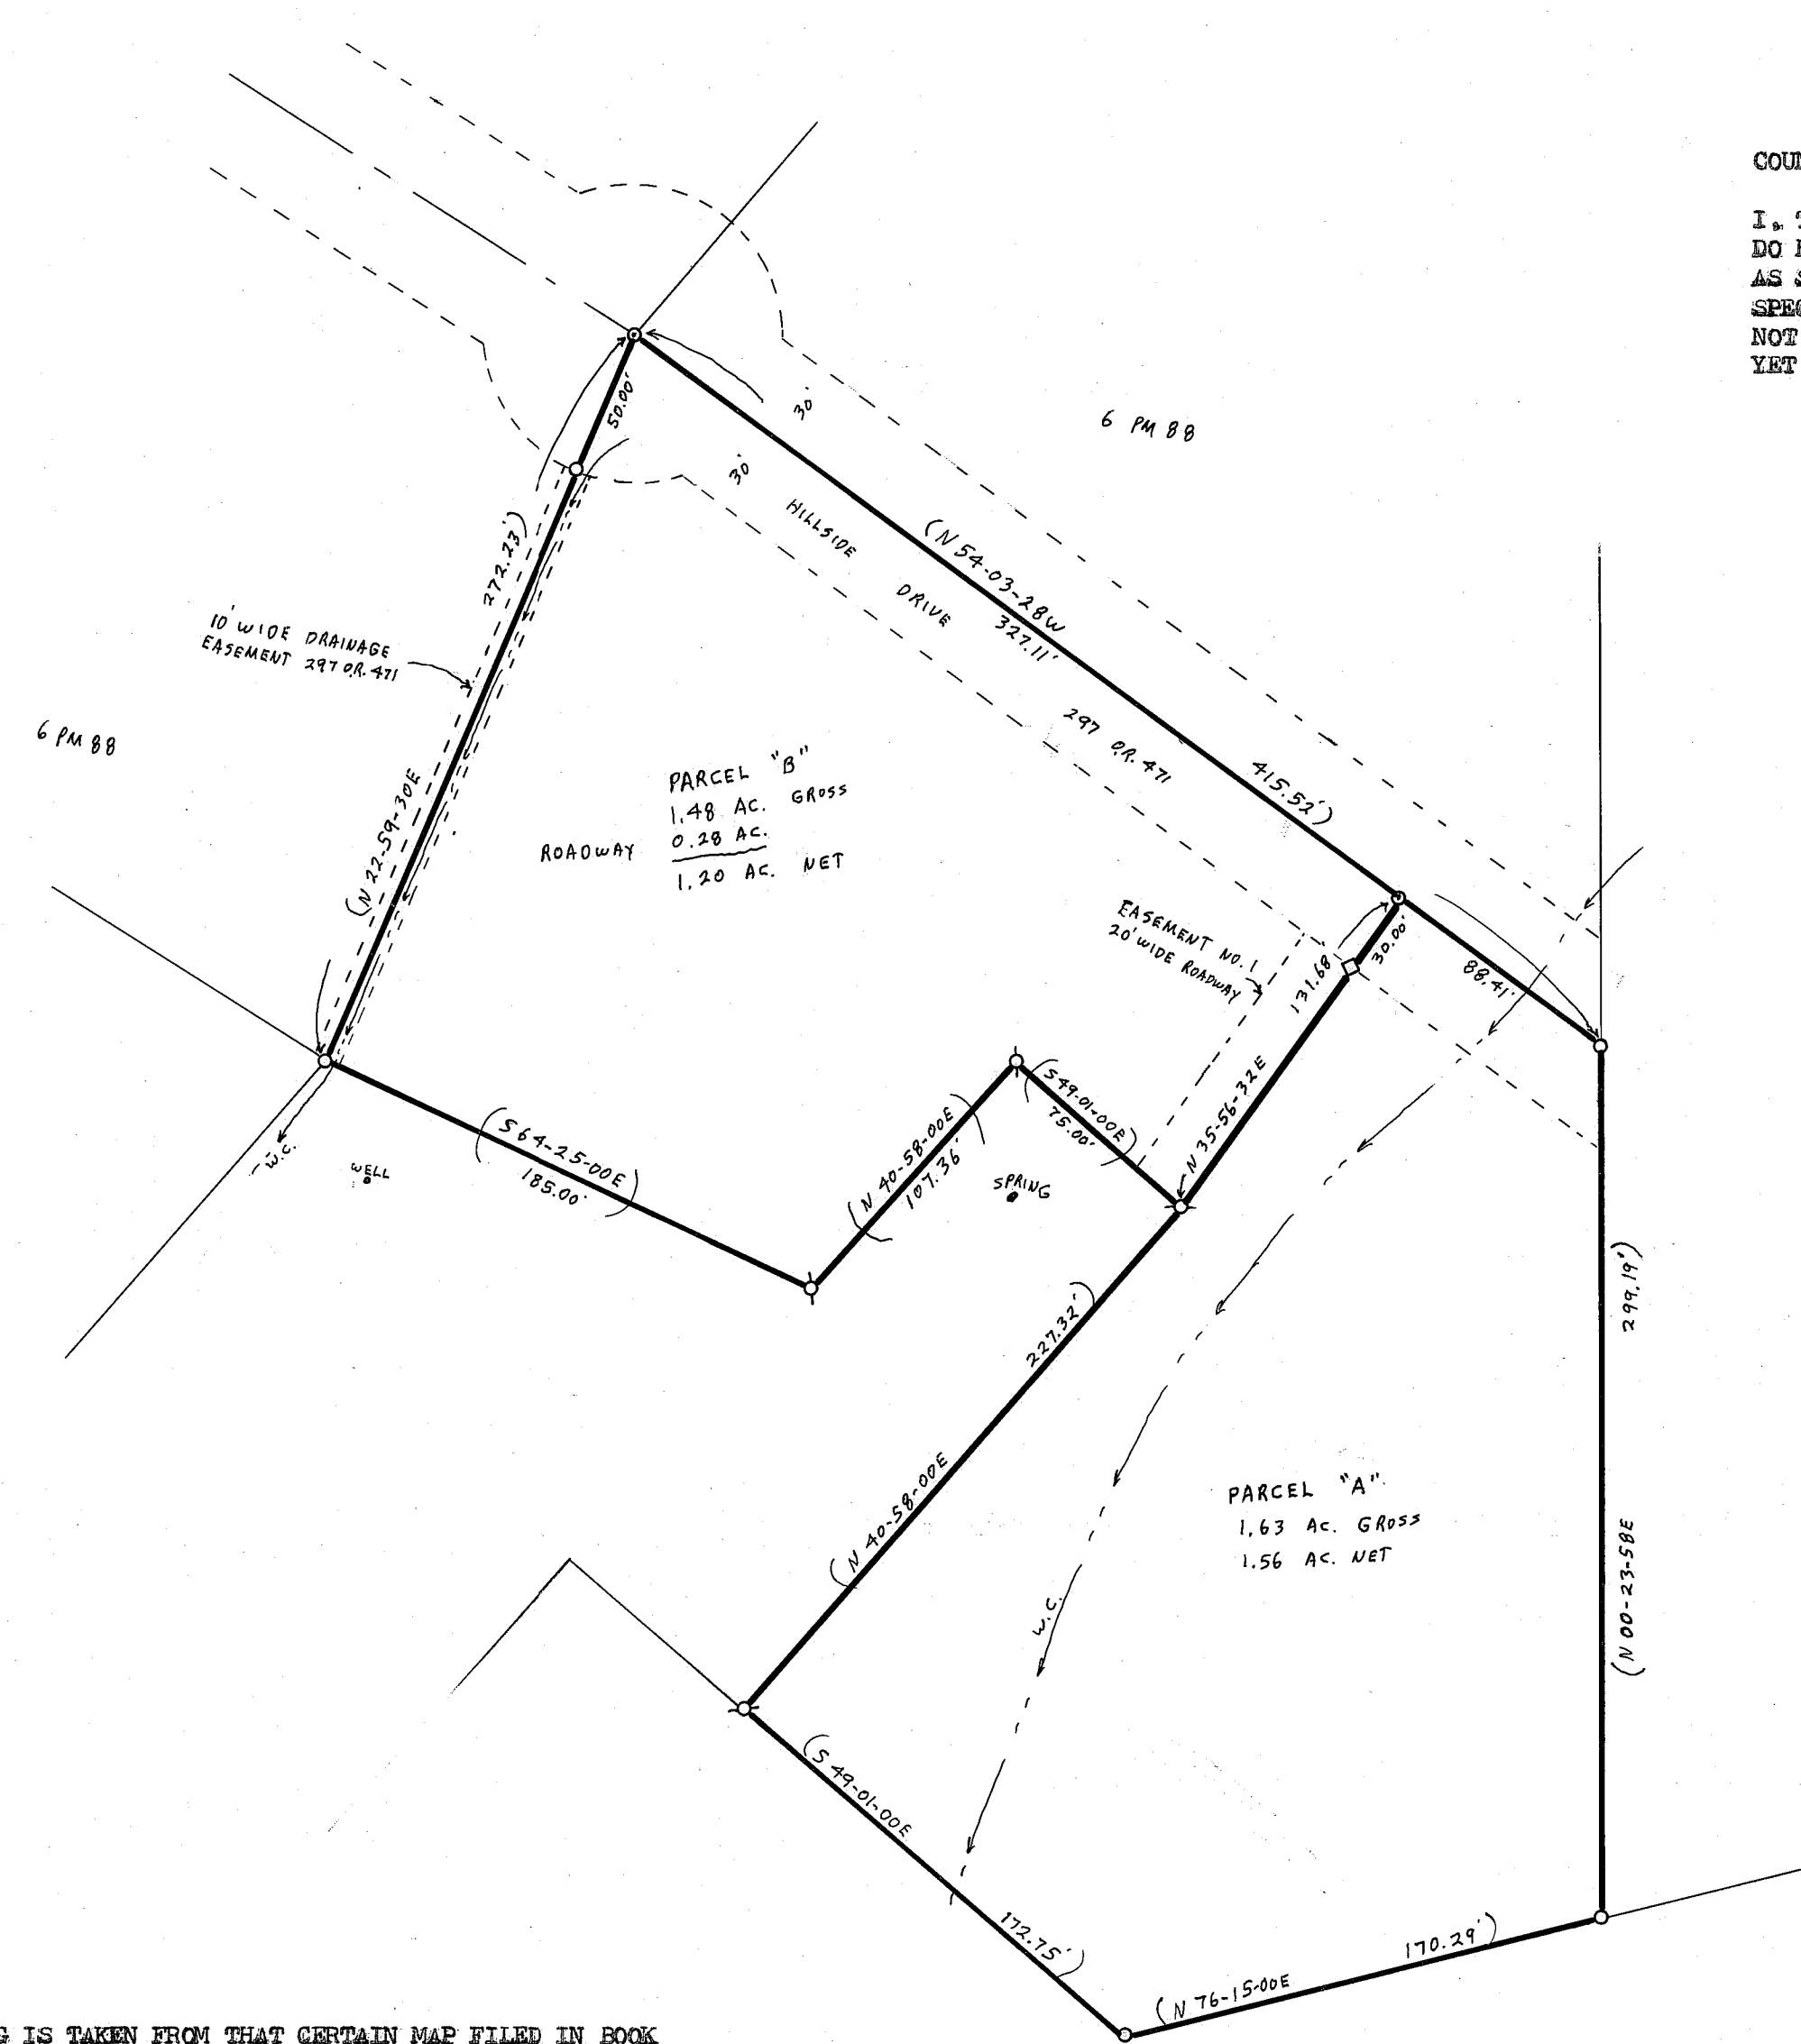 COUN
I,
DO
AS
SPEC
NOT
YET
6 PM 88
30'
30'
50.00'
HILLSIDE
DRIVE
(N 54-03-28W
327.11'
415.52')
297 O.R. 471
272.23')
(N 22-59-30E
10' WIDE DRAINAGE
EASEMENT 297 O.R. 471
6 PM 88
PARCEL "B"
1.48 AC. GROSS
ROADWAY 0.28 AC.
1.20 AC. NET
EASEMENT NO. 1
20' WIDE ROADWAY
131.68
30.00'
88.41'
N 35-56-32E
(S 49-01-00E)
75.00'
(N 40-58-00E)
107.36'
SPRING
(S 64-25-00E)
185.00'
W.C.
WELL
227.32')
(N 40-58-00E
299.19')
(N 00-23-58E
PARCEL "A"
1.63 AC. GROSS
1.56 AC. NET
W.C.
(S 49-01-00E
172.75')
(N 76-15-00E
170.29')
G IS TAKEN FROM THAT CERTAIN MAP FILED IN BOOK